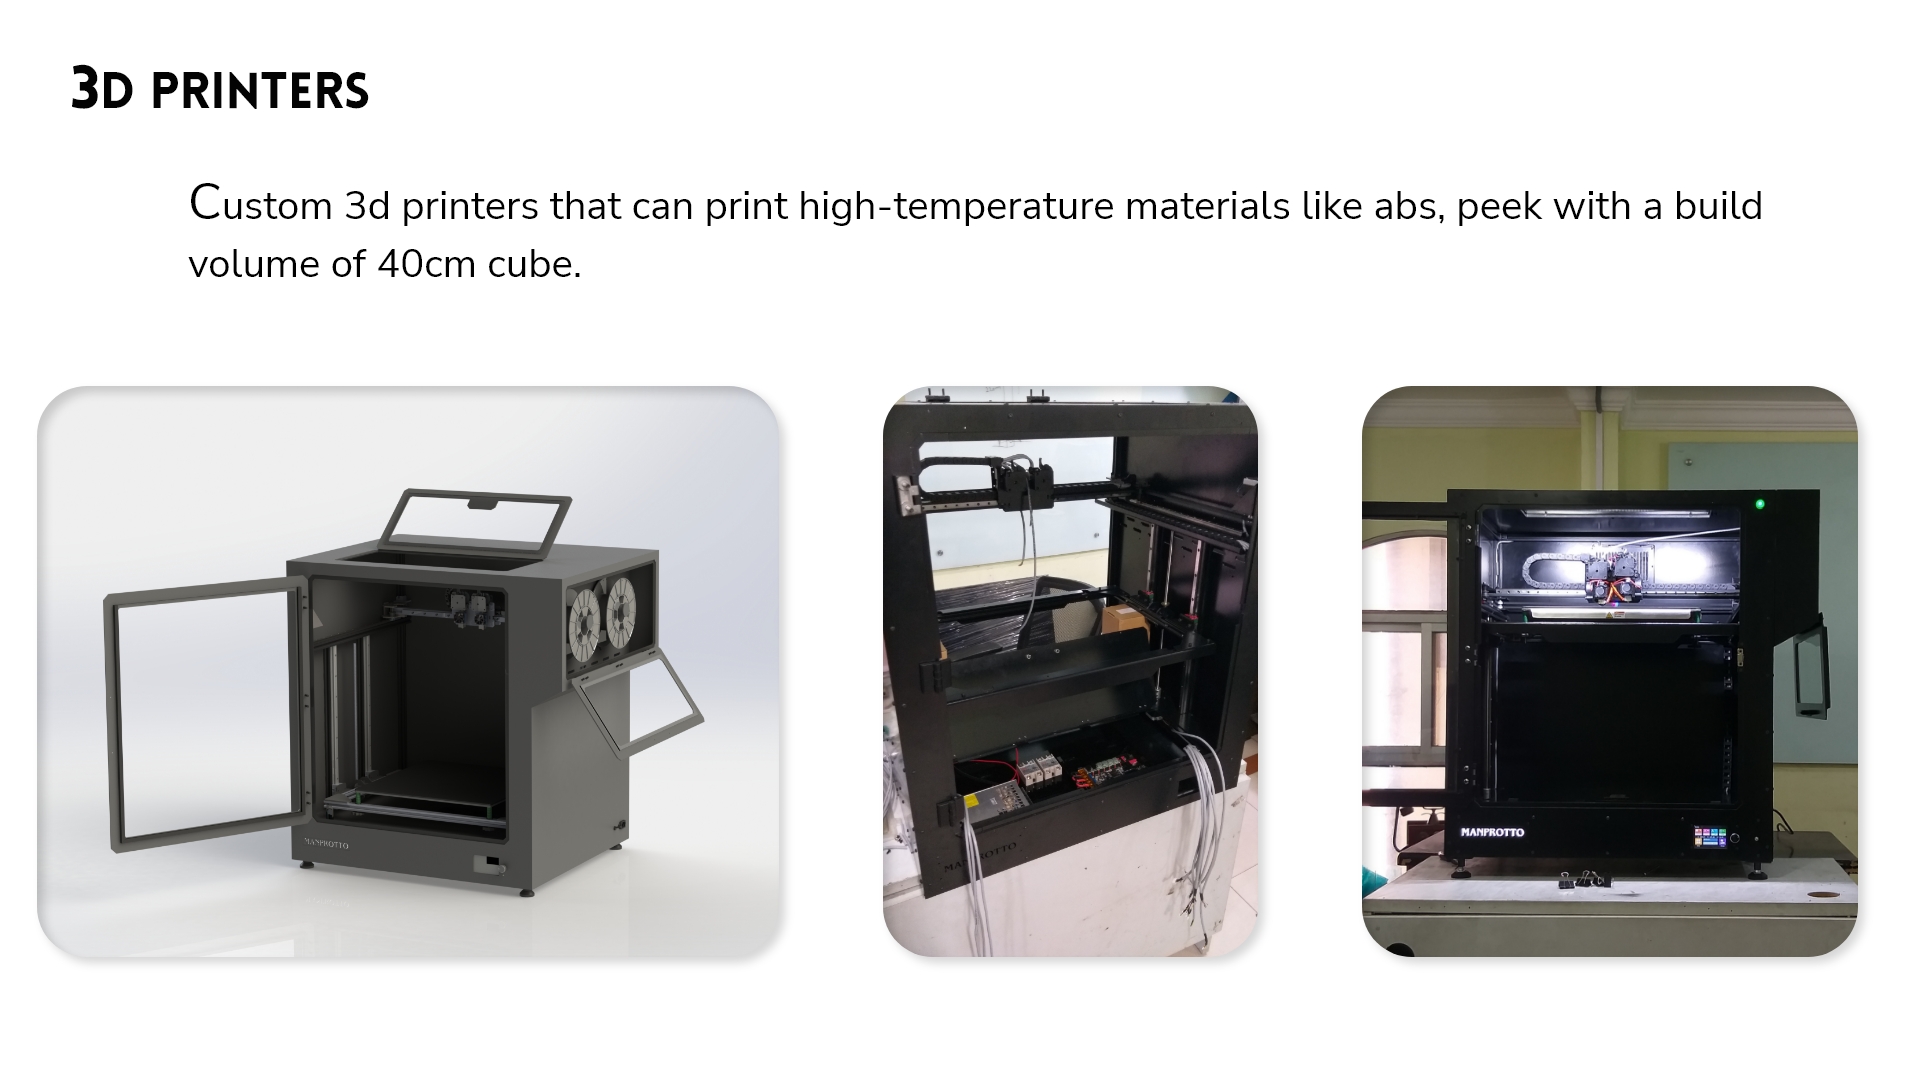 3D PRINTERS
Custom 3d printers that can print high-temperature materials like abs, peek with a build
volume of 40cm cube.
MANPROTTO
MANPROTTO
MANPROTTO